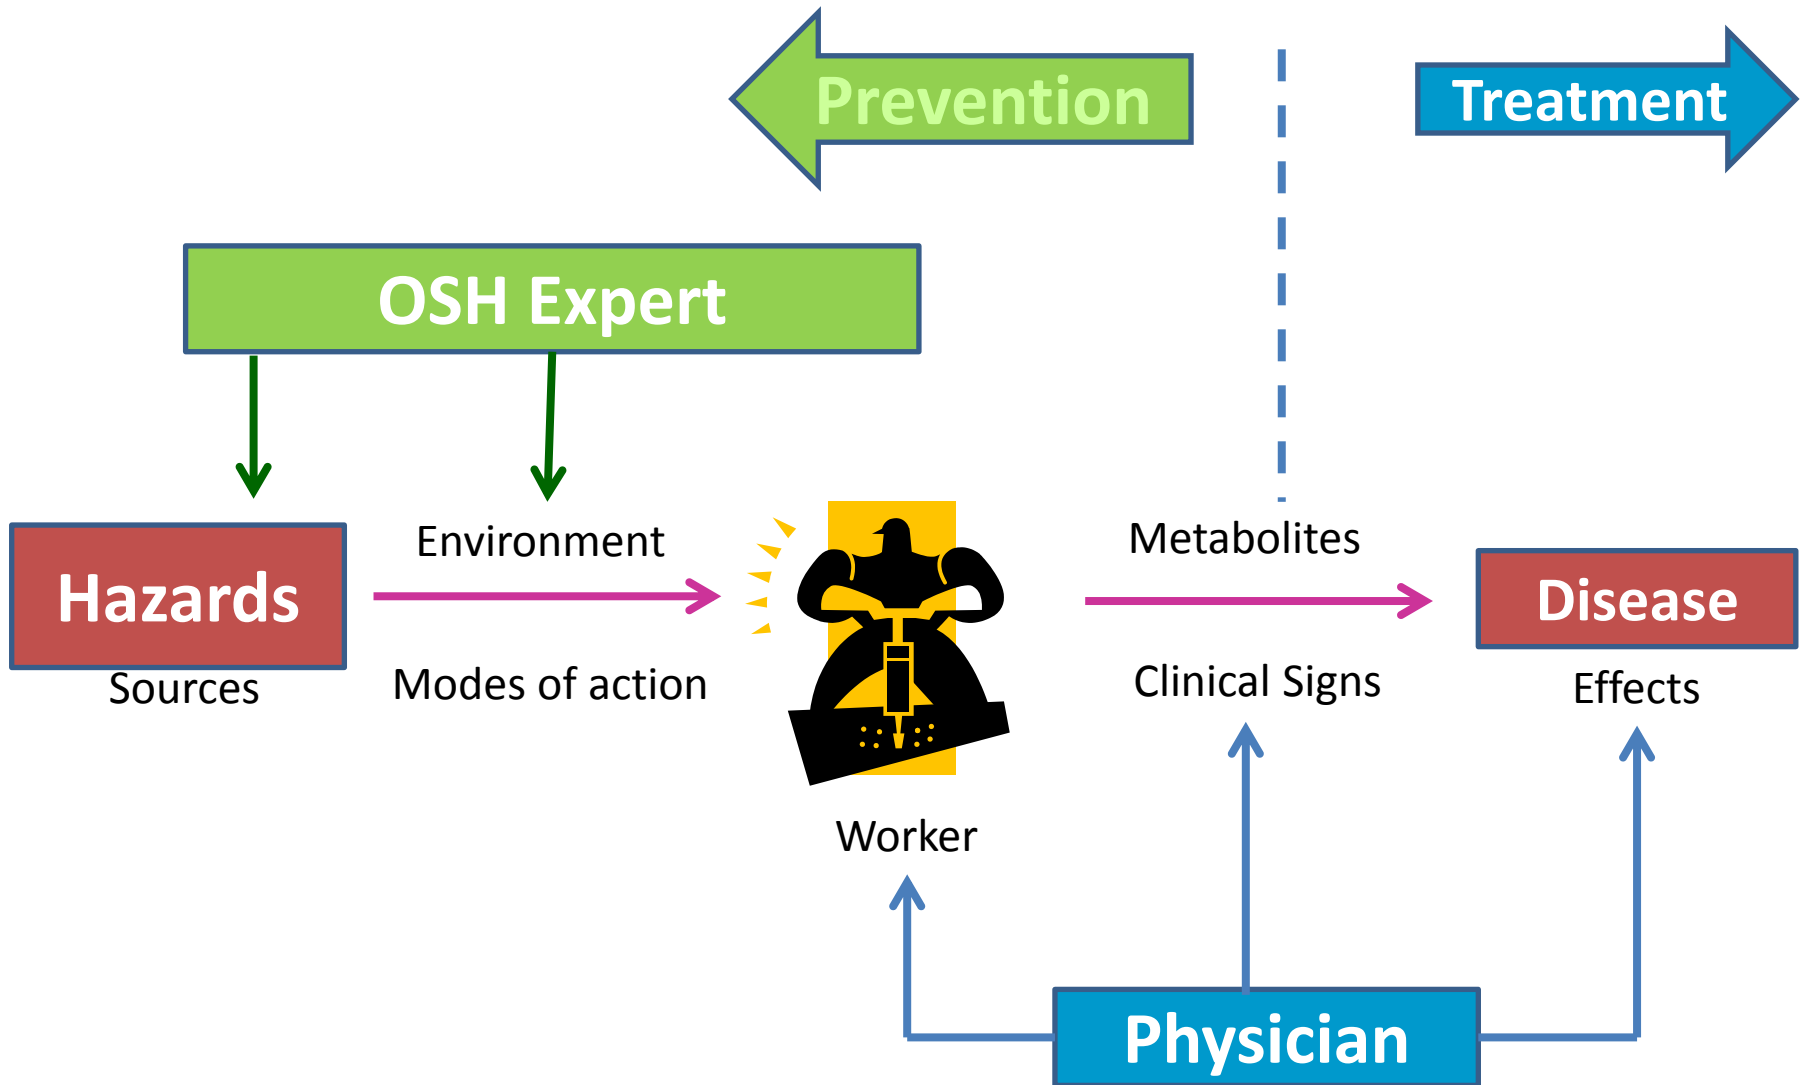 Prevention
Treatment
OSH Expert
Environment
Metabolites
Hazards
Disease
Sources
Modes of action
Clinical Signs
Effects
Worker
Physician